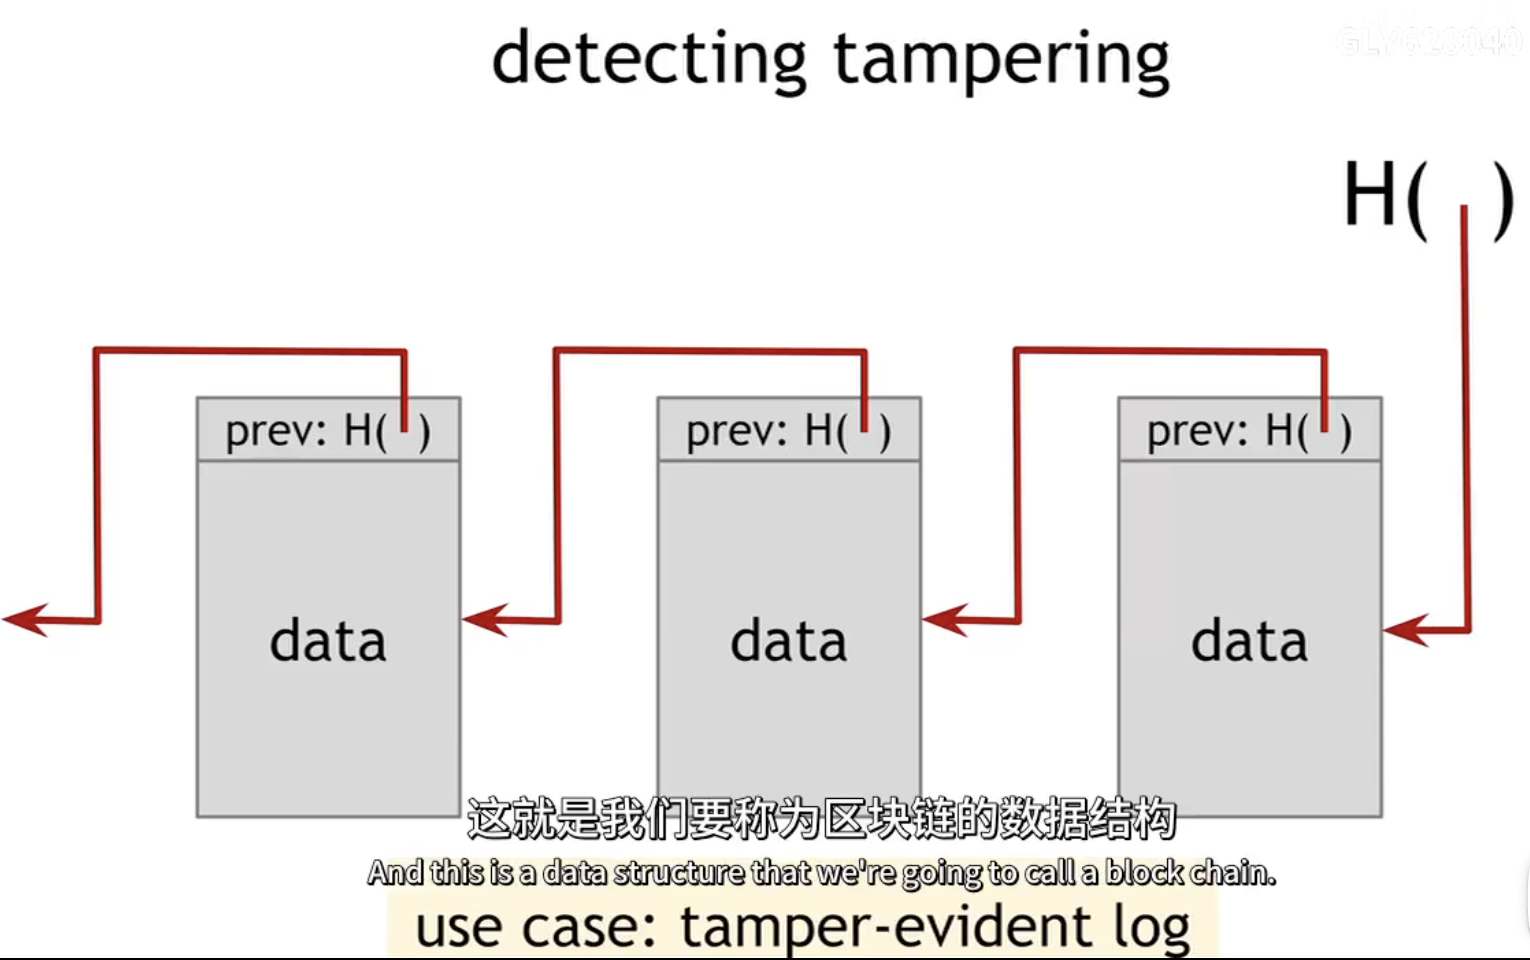 detecting tampering
GLY623040
H( )
prev: H( )
prev: H( )
prev: H( )
data
data
data
这就是我们要称为区块链的数据结构
And this is a data structure that we're going to call a block chain.
use case: tamper-evident log